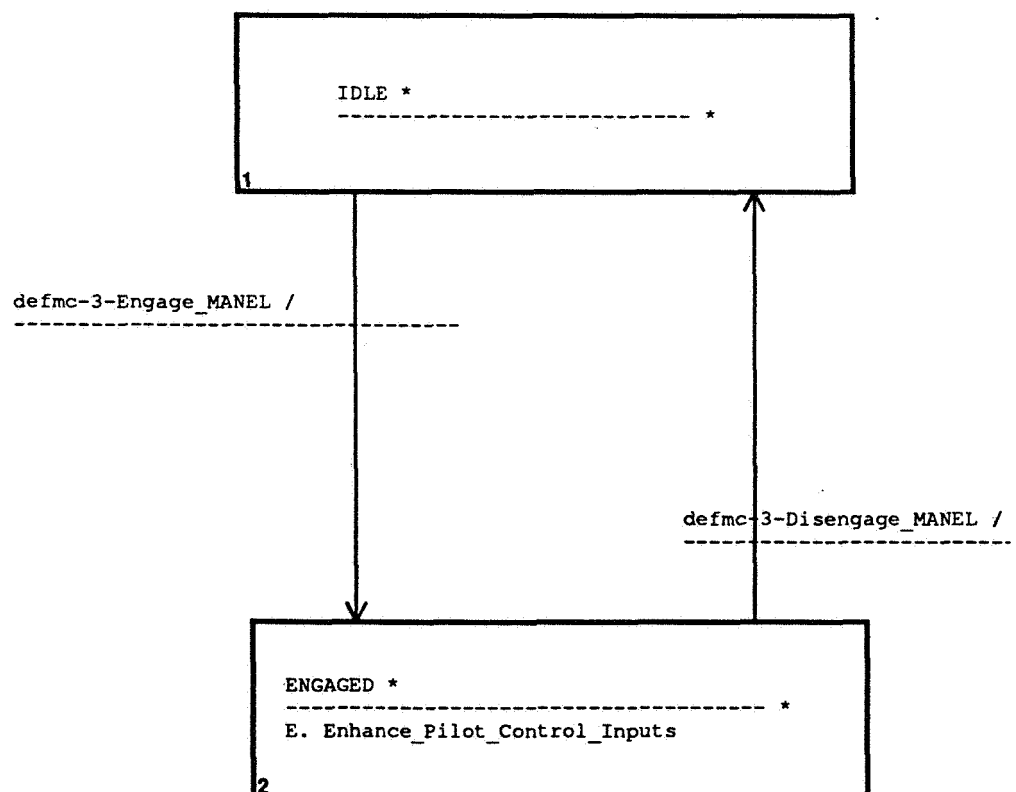 IDLE *
--------------------------- *
1
defmc-3-Engage_MANEL /
----------------------------------
defmc-3-Disengage_MANEL /
-------------------------
ENGAGED *
------------------------------------- *
E. Enhance_Pilot_Control_Inputs
2